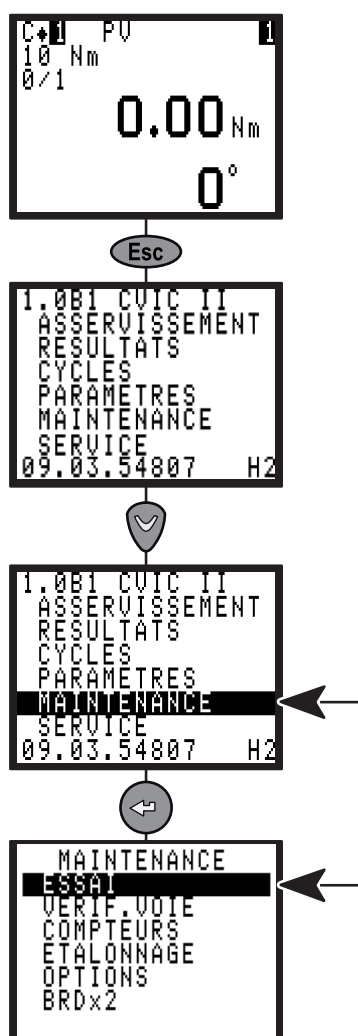 C♦1 PV 1
10 Nm
0/1
0.00 Nm
0°
Esc
1.0B1 CVIC II
ASSERVISSEMENT
RESULTATS
CYCLES
PARAMETRES
MAINTENANCE
SERVICE
09.03.54807 H2
1.0B1 CVIC II
ASSERVISSEMENT
RESULTATS
CYCLES
PARAMETRES
MAINTENANCE
SERVICE
09.03.54807 H2
MAINTENANCE
ESSAI
VERIF.VOIE
COMPTEURS
ETALONNAGE
OPTIONS
BRDx2